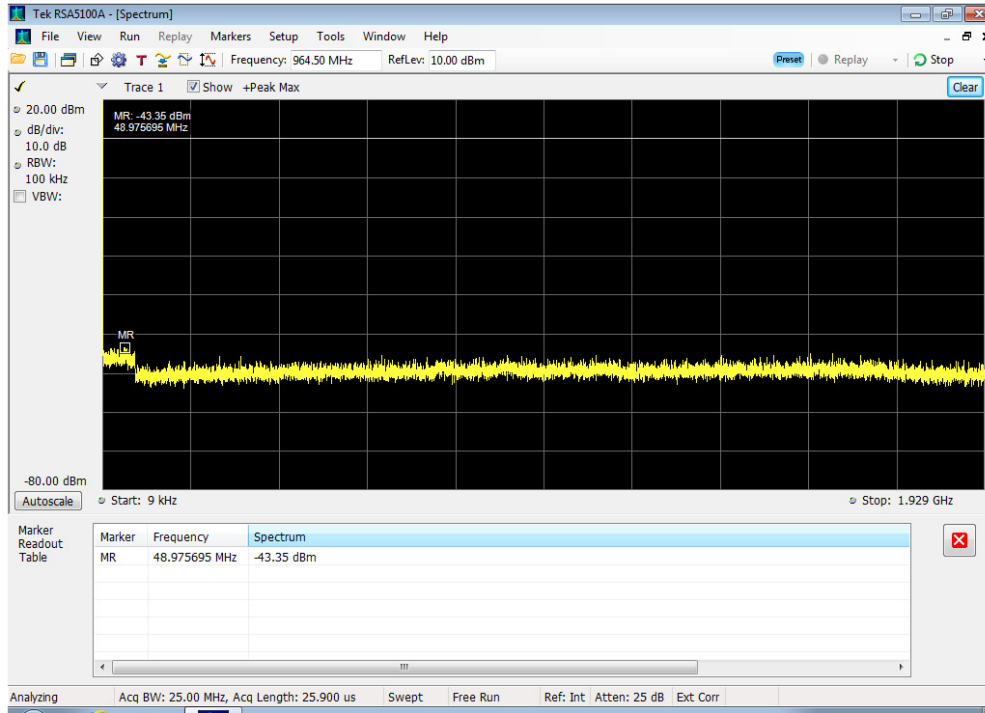 Tek RSA5100A - [Spectrum]
File View Run Replay Markers Setup Tools Window Help
T Frequency: 964.50 MHz RefLev: 10.00 dBm Preset Replay Stop
Trace 1 Show +Peak Max Clear
20.00 dBm
dB/div:
10.0 dB
RBW:
100 kHz
VBW:
MR: -43.35 dBm
48.975695 MHz
MR
-80.00 dBm
Autoscale Start: 9 kHz Stop: 1.929 GHz
Marker
Readout
Table
Marker Frequency Spectrum
MR 48.975695 MHz -43.35 dBm
Analyzing Acq BW: 25.00 MHz, Acq Length: 25.900 us Swept Free Run Ref: Int Atten: 25 dB Ext Corr